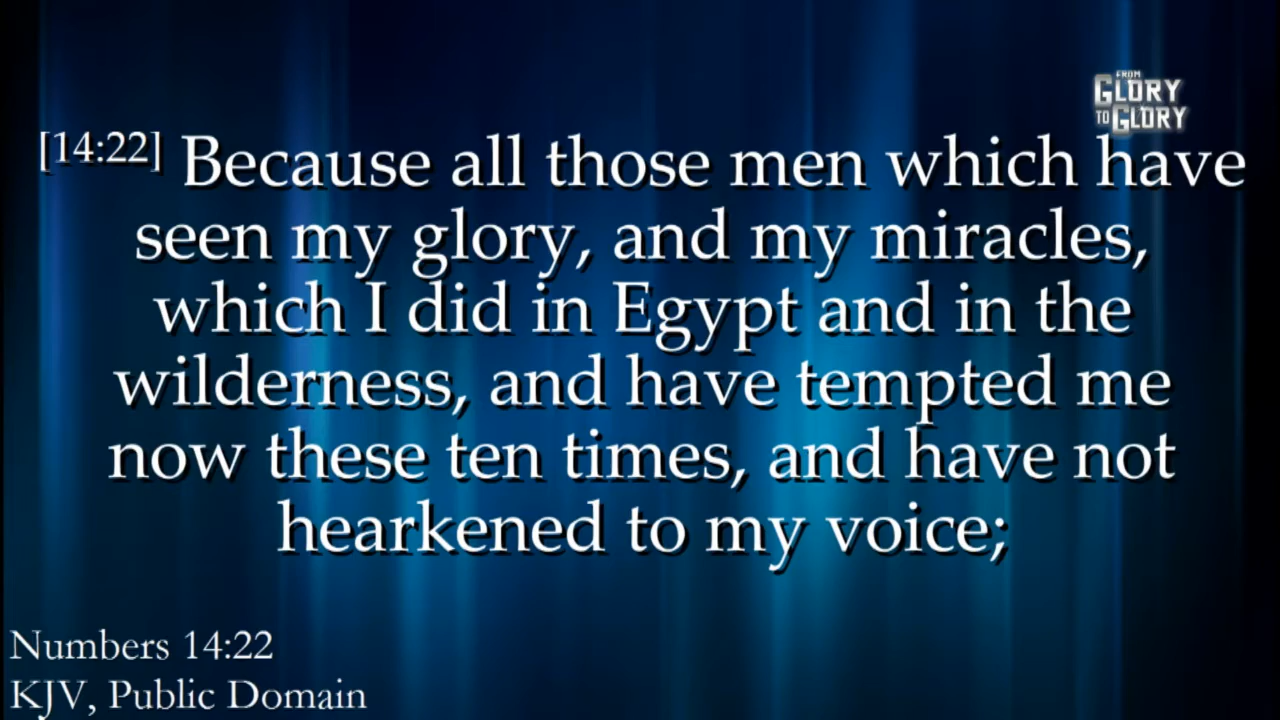 FROM
GLORY
TO GLORY
[14:22] Because all those men which have
seen my glory, and my miracles,
which I did in Egypt and in the
wilderness, and have tempted me
now these ten times, and have not
hearkened to my voice;
Numbers 14:22
KJV, Public Domain